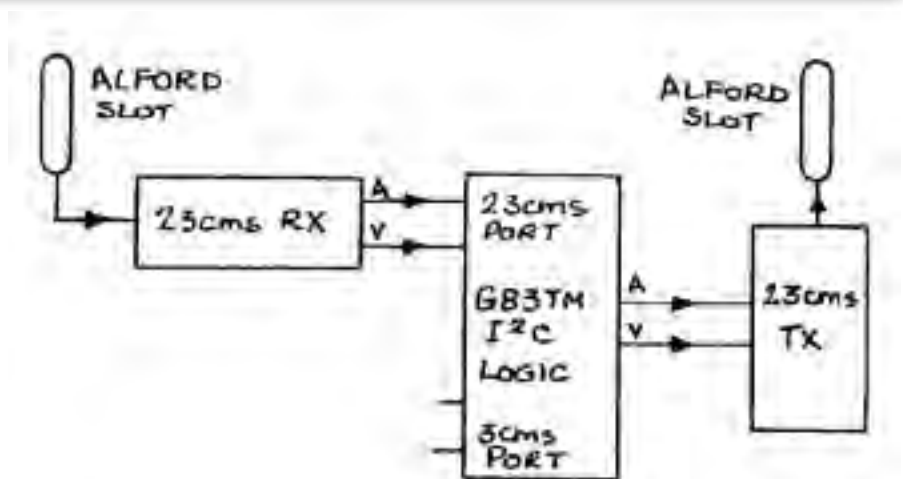 ALFORD
SLOT
ALFORD
SLOT
23cms RX
A
V
23cms
PORT
GB3TM
I²C
LOGIC
3cms
PORT
A
V
23cms
TX